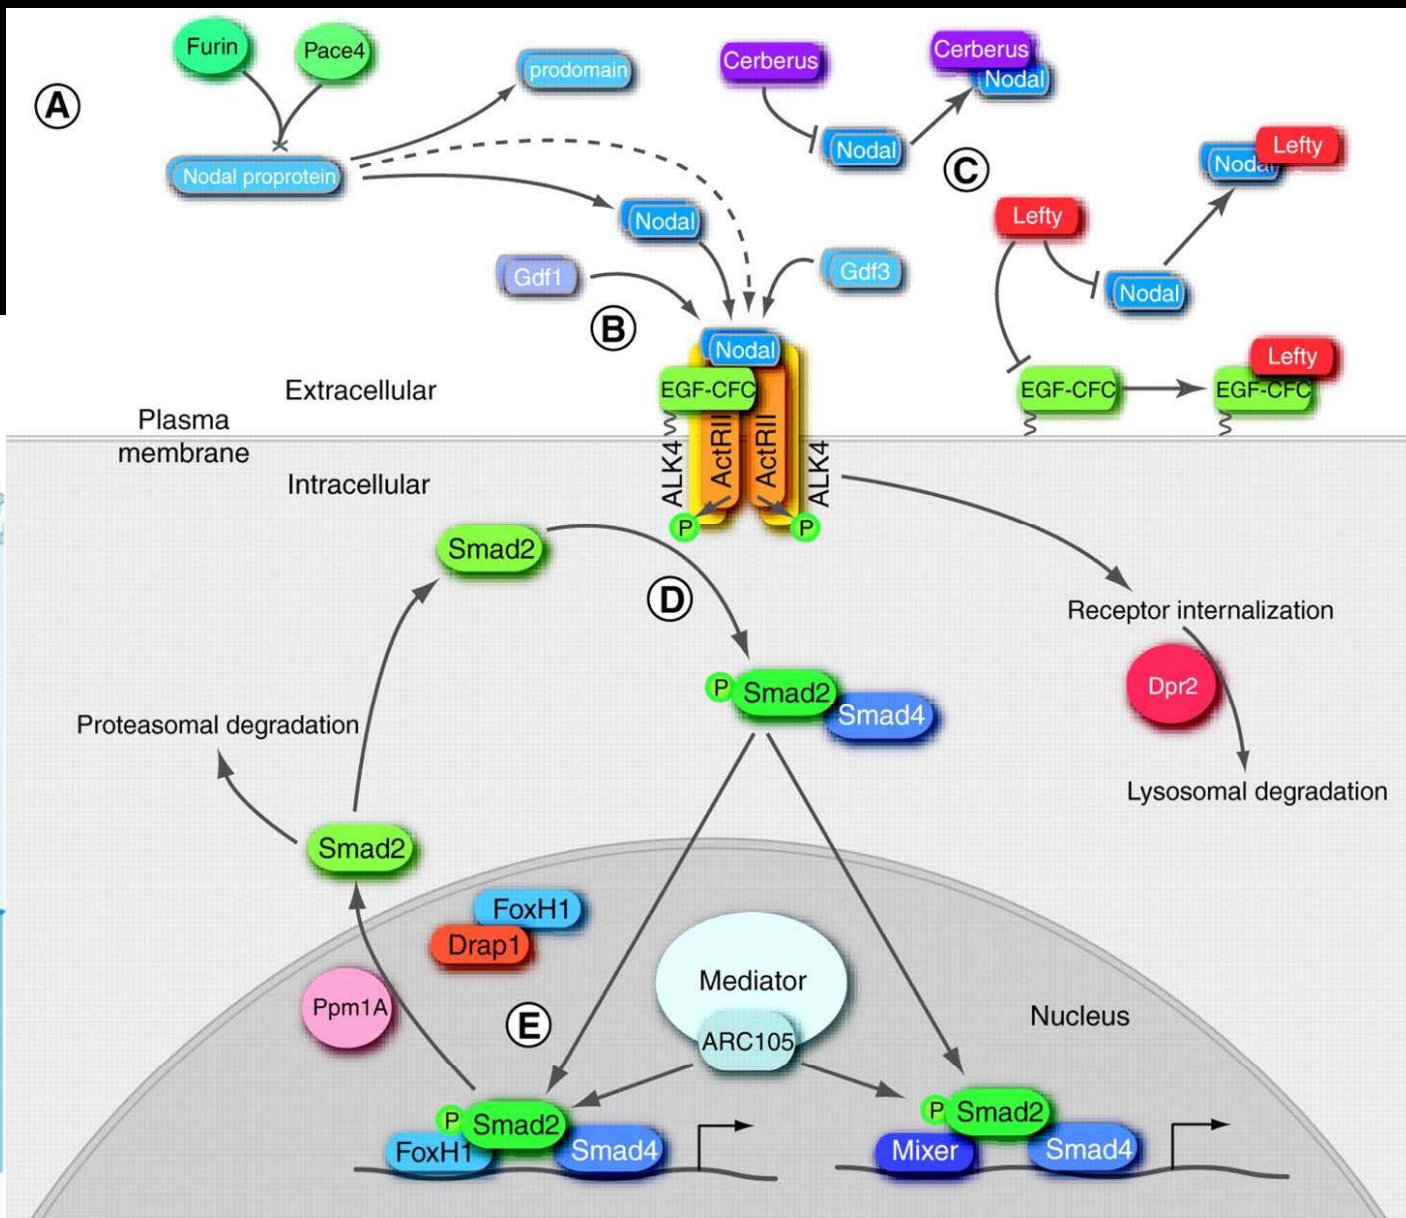 Furin
Pace4
prodomain
Cerberus
Cerberus
Nodal
A
Nodal
Nodal proprotein
C
Nodal
Lefty
Nodal
Lefty
Gdf1
Gdf3
Nodal
B
Nodal
EGF-CFC
Lefty
EGF-CFC
EGF-CFC
Extracellular
Plasma
membrane
Intracellular
ALK4
ActRII
ActRII
ALK4
P
P
Smad2
D
Receptor internalization
P
Smad2
Smad4
Dpr2
Proteasomal degradation
Lysosomal degradation
Smad2
FoxH1
Drap1
Mediator
Ppm1A
E
ARC105
Nucleus
P
Smad2
FoxH1
Smad4
P
Smad2
Mixer
Smad4